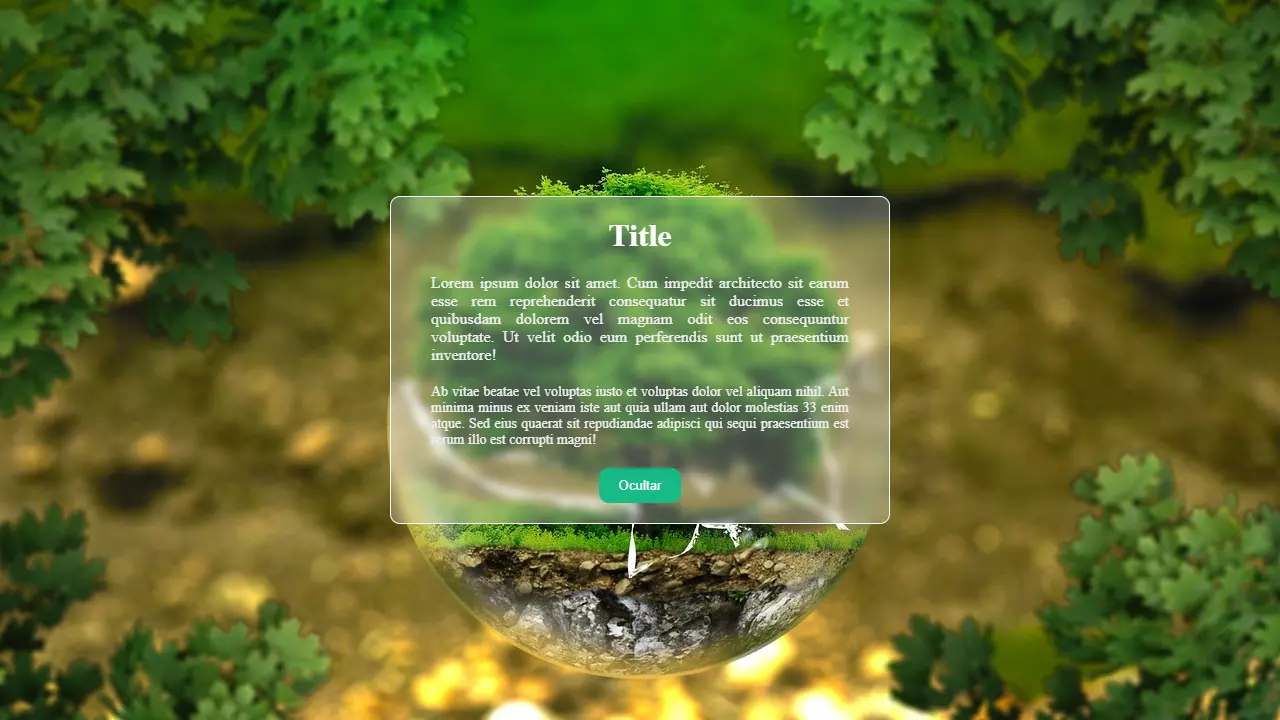 Title
Lorem ipsum dolor sit amet. Cum impedit architecto sit earum
esse rem reprehenderit consequatur sit ducimus esse et
quibusdam dolorem vel magnam odit eos consequuntur
voluptate. Ut velit odio eum perferendis sunt ut praesentium
inventore!
Ab vitae beatae vel voluptas iusto et voluptas dolor vel aliquam nihil. Aut
minima minus ex veniam iste aut quia ullam aut dolor molestias 33 enim
atque. Sed eius quaerat sit repudiandae adipisci qui sequi praesentium est
rerum illo est corrupti magni!
Ocultar